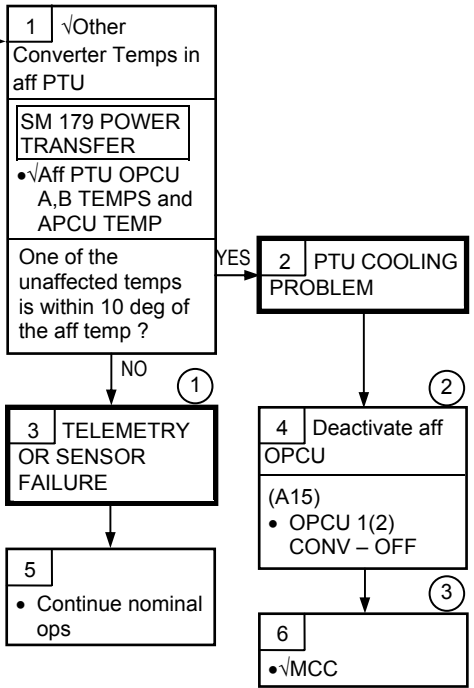 1 √Other
Converter Temps in
aff PTU
SM 179 POWER
TRANSFER
•√Aff PTU OPCU
A,B TEMPS and
APCU TEMP
One of the
unaffected temps
is within 10 deg of
the aff temp ?
YES
NO
2 PTU COOLING
PROBLEM
1
3 TELEMETRY
OR SENSOR
FAILURE
2
4 Deactivate aff
OPCU
(A15)
• OPCU 1(2)
CONV – OFF
5
• Continue nominal
ops
3
6
•√MCC